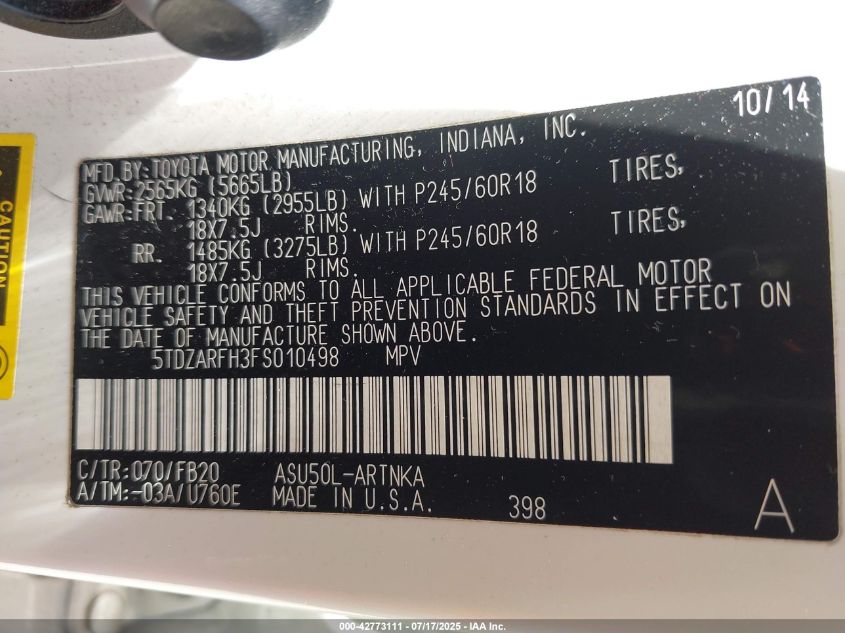 10/14
MFD.BY:TOYOTA MOTOR MANUFACTURING, INDIANA, INC.
GVWR:2565KG (5665LB)
GAWR:FRT. 1340KG (2955LB) WITH P245/60R18 TIRES,
18X7.5J RIMS.
RR. 1485KG (3275LB) WITH P245/60R18 TIRES,
18X7.5J RIMS.
THIS VEHICLE CONFORMS TO ALL APPLICABLE FEDERAL MOTOR
VEHICLE SAFETY AND THEFT PREVENTION STANDARDS IN EFFECT ON
THE DATE OF MANUFACTURE SHOWN ABOVE.
5TDZARFH3FS010498 MPV
C/TR:070/FB20 ASU50L-ARTNKA
A/TM:-03A/U760E MADE IN U.S.A. 398
A
CAUTION
000-42773111 - 07/17/2025 - IAA Inc.